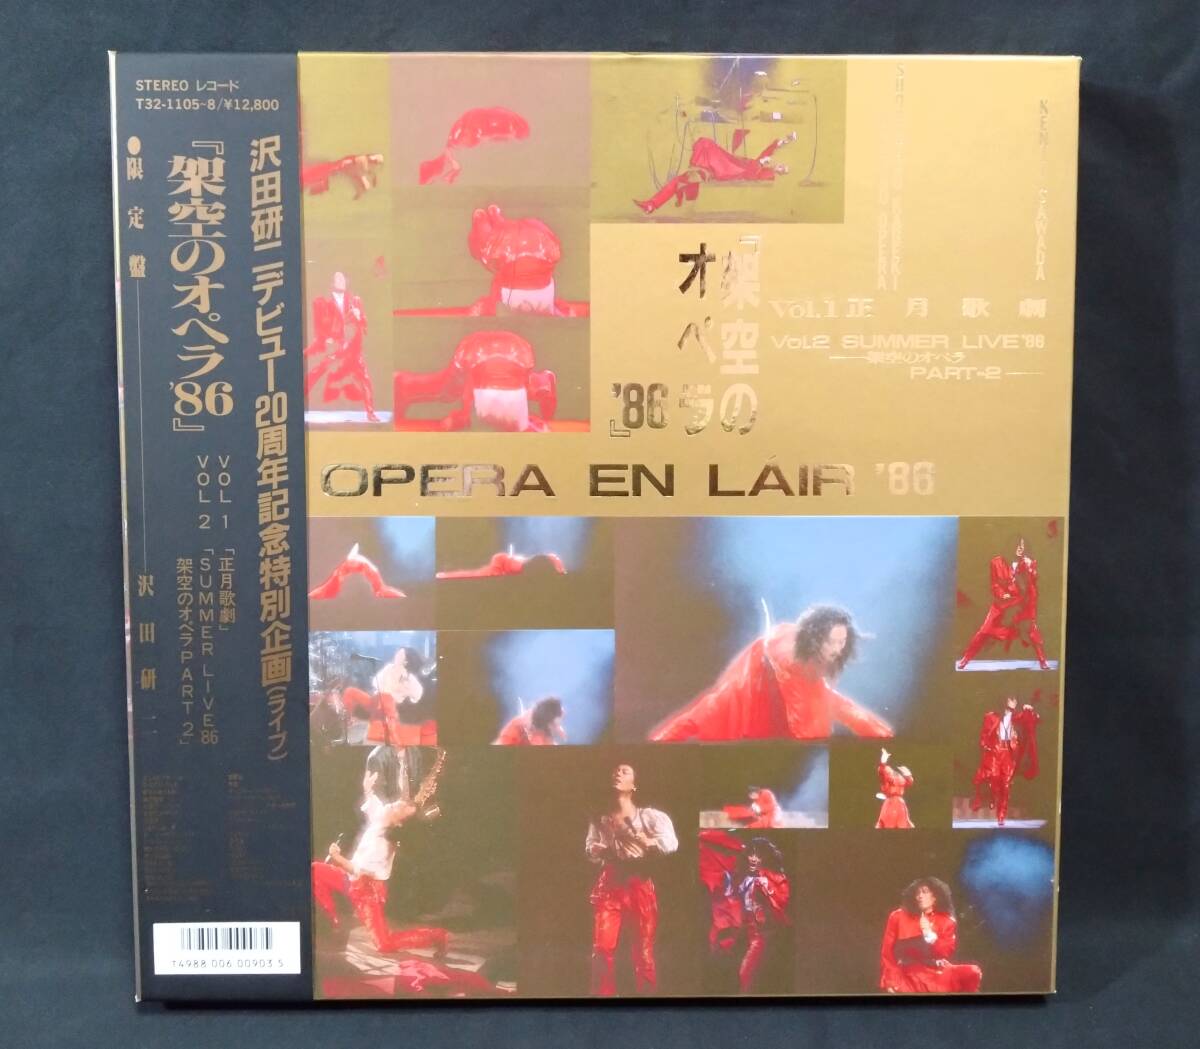 STEREO レコード
T32-1105~8/¥12,800
沢田研二デビュー20周年記念特別企画(ライブ)
『架空のオペラ'86』
VOL 1 「正月歌劇」
VOL 2 「SUMMER LIVE'86
架空のオペラPART2」
●限定盤
沢田研二
T4988 006 00903 5
KENJI SAWADA
『架空の
オペラ
'86』
Vol.1 正月歌劇
Vol.2 SUMMER LIVE '86
架空のオペラ
PART-2
OPERA EN LÁIR '86